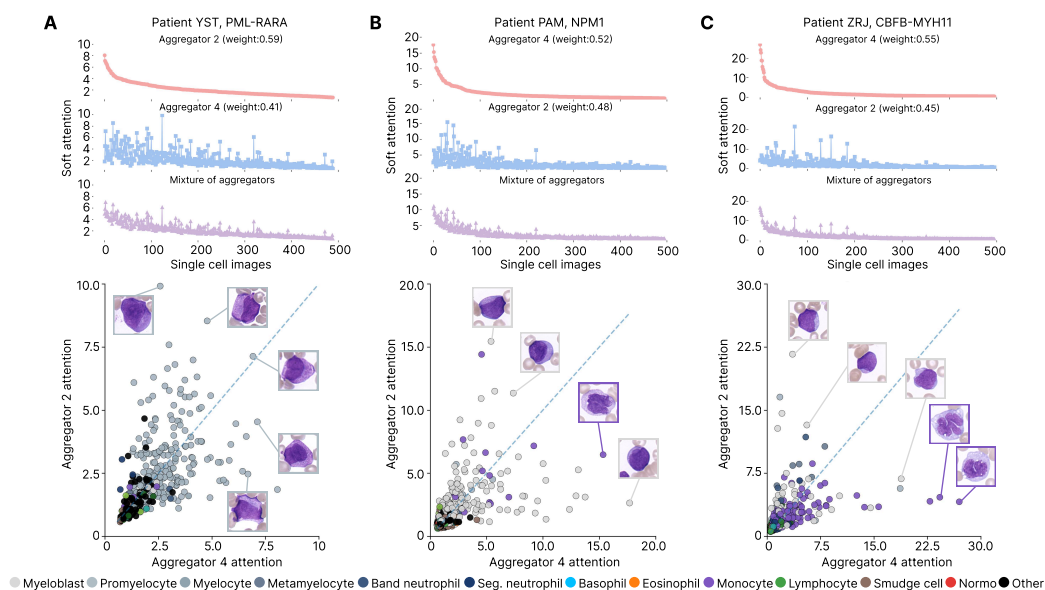 A
Patient YST, PML-RARA
Aggregator 2 (weight:0.59)
10
8
6
4
2
Aggregator 4 (weight:0.41)
10
8
6
4
2
Soft attention
Mixture of aggregators
10
8
6
4
2
0 100 200 300 400 500
Single cell images
B
Patient PAM, NPM1
Aggregator 4 (weight:0.52)
20
15
10
5
Aggregator 2 (weight:0.48)
20
15
10
5
Soft attention
Mixture of aggregators
20
15
10
5
0 100 200 300 400 500
Single cell images
C
Patient ZRJ, CBFB-MYH11
Aggregator 4 (weight:0.55)
20
10
0
Aggregator 2 (weight:0.45)
20
10
0
Soft attention
Mixture of aggregators
20
10
0
0 100 200 300 400 500
Single cell images
10.0
7.5
5.0
2.5
0
Aggregator 2 attention
0 2.5 5.0 7.5 10
Aggregator 4 attention
20.0
15.0
10.0
5.0
0
Aggregator 2 attention
0 5.0 10.0 15.0 20.0
Aggregator 4 attention
30.0
22.5
15.0
7.5
0
Aggregator 2 attention
0 7.5 15.0 22.5 30.0
Aggregator 4 attention
Myeloblast Promyelocyte Myelocyte Metamyelocyte Band neutrophil Seg. neutrophil Basophil Eosinophil Monocyte Lymphocyte Smudge cell Normo Other